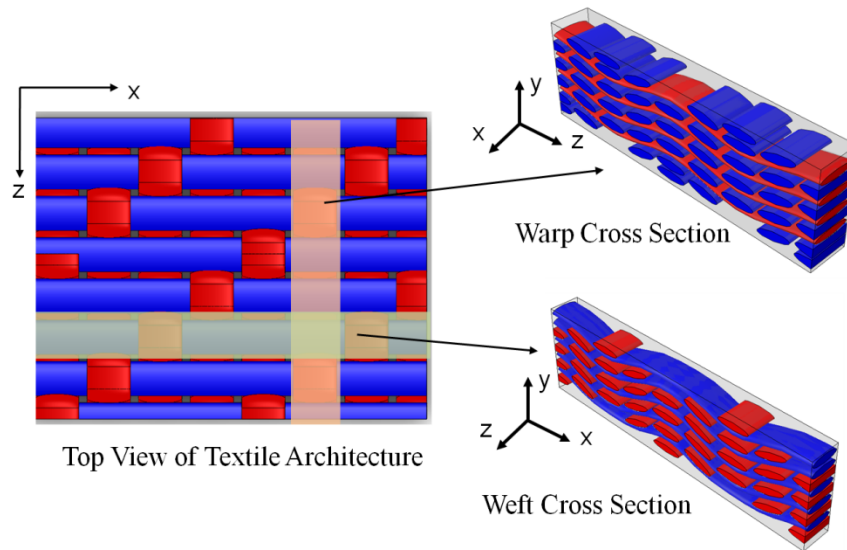 x
z
Top View of Textile Architecture
y
x
z
Warp Cross Section
y
z
x
Weft Cross Section